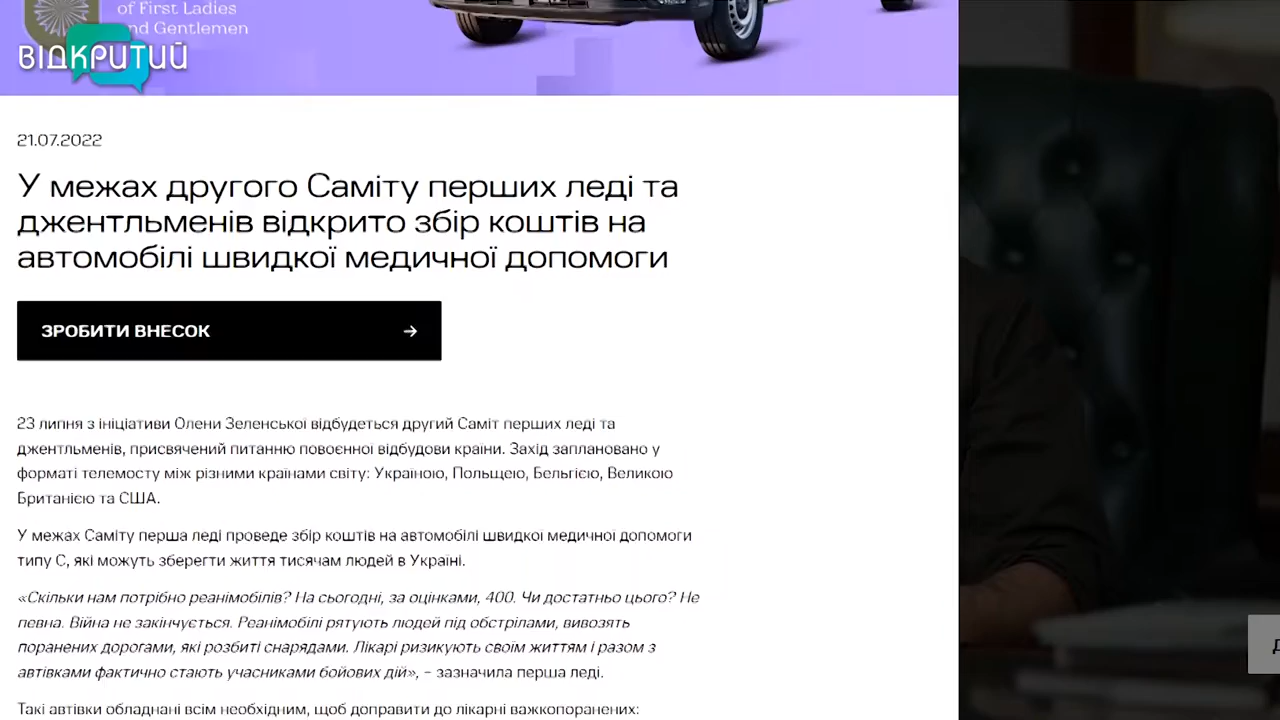 of First Ladies
and Gentlemen
ВІДКРИТИЙ
21.07.2022
У межах другого Саміту перших леді та
джентльменів відкрито збір коштів на
автомобілі швидкої медичної допомоги
ЗРОБИТИ ВНЕСОК →
23 липня з ініціативи Олени Зеленської відбудеться другий Саміт перших леді та
джентльменів, присвячений питанню повоєнної відбудови країни. Захід заплановано у
форматі телемосту між різними країнами світу: Україною, Польщею, Бельгією, Великою
Британією та США.
У межах Саміту перша леді проведе збір коштів на автомобілі швидкої медичної допомоги
типу С, які можуть зберегти життя тисячам людей в Україні.
«Скільки нам потрібно реанімобілів? На сьогодні, за оцінками, 400. Чи достатньо цього? Не
певна. Війна не закінчується. Реанімобілі рятують людей під обстрілами, вивозять
поранених дорогами, які розбиті снарядами. Лікарі ризикують своїм життям і разом з
автівками фактично стають учасниками бойових дій», – зазначила перша леді.
Такі автівки обладнані всім необхідним, щоб доправити до лікарні важкопоранених: